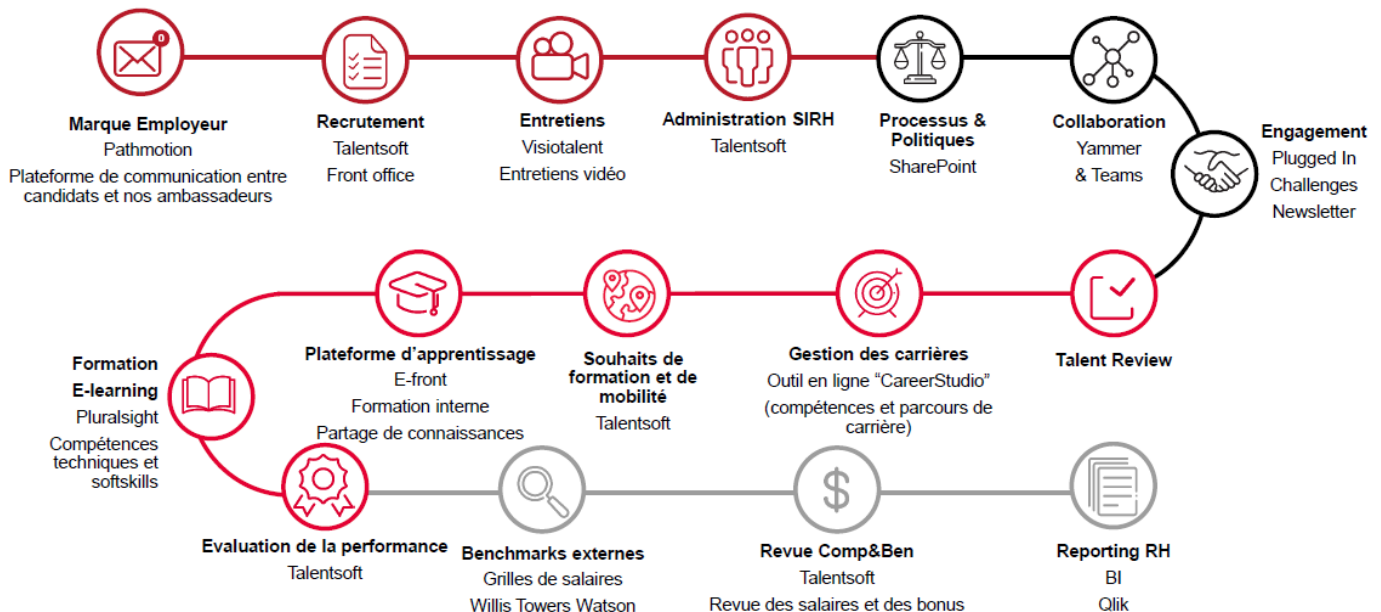 0
Marque Employeur
Pathmotion
Plateforme de communication entre
candidats et nos ambassadeurs
Recrutement
Talentsoft
Front office
Entretiens
Visiotalent
Entretiens vidéo
Administration SIRH
Talentsoft
Processus &
Politiques
SharePoint
Collaboration
Yammer
& Teams
Engagement
Plugged In
Challenges
Newsletter
Talent Review
Gestion des carrières
Outil en ligne “CareerStudio”
(compétences et parcours de
carrière)
Souhaits de
formation et de
mobilité
Talentsoft
Plateforme d’apprentissage
E-front
Formation interne
Partage de connaissances
Formation
E-learning
Pluralsight
Compétences
techniques et
softskills
Evaluation de la performance
Talentsoft
Benchmarks externes
Grilles de salaires
Willis Towers Watson
$
Revue Comp&Ben
Talentsoft
Revue des salaires et des bonus
Reporting RH
BI
Qlik